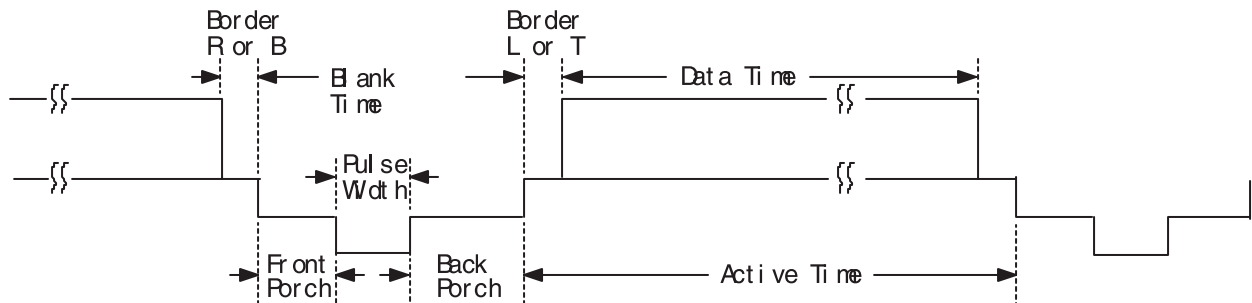 Border
R or B
Border
L or T
Blank
Time
Data Time
Pulse
Width
Front
Porch
Back
Porch
Active Time